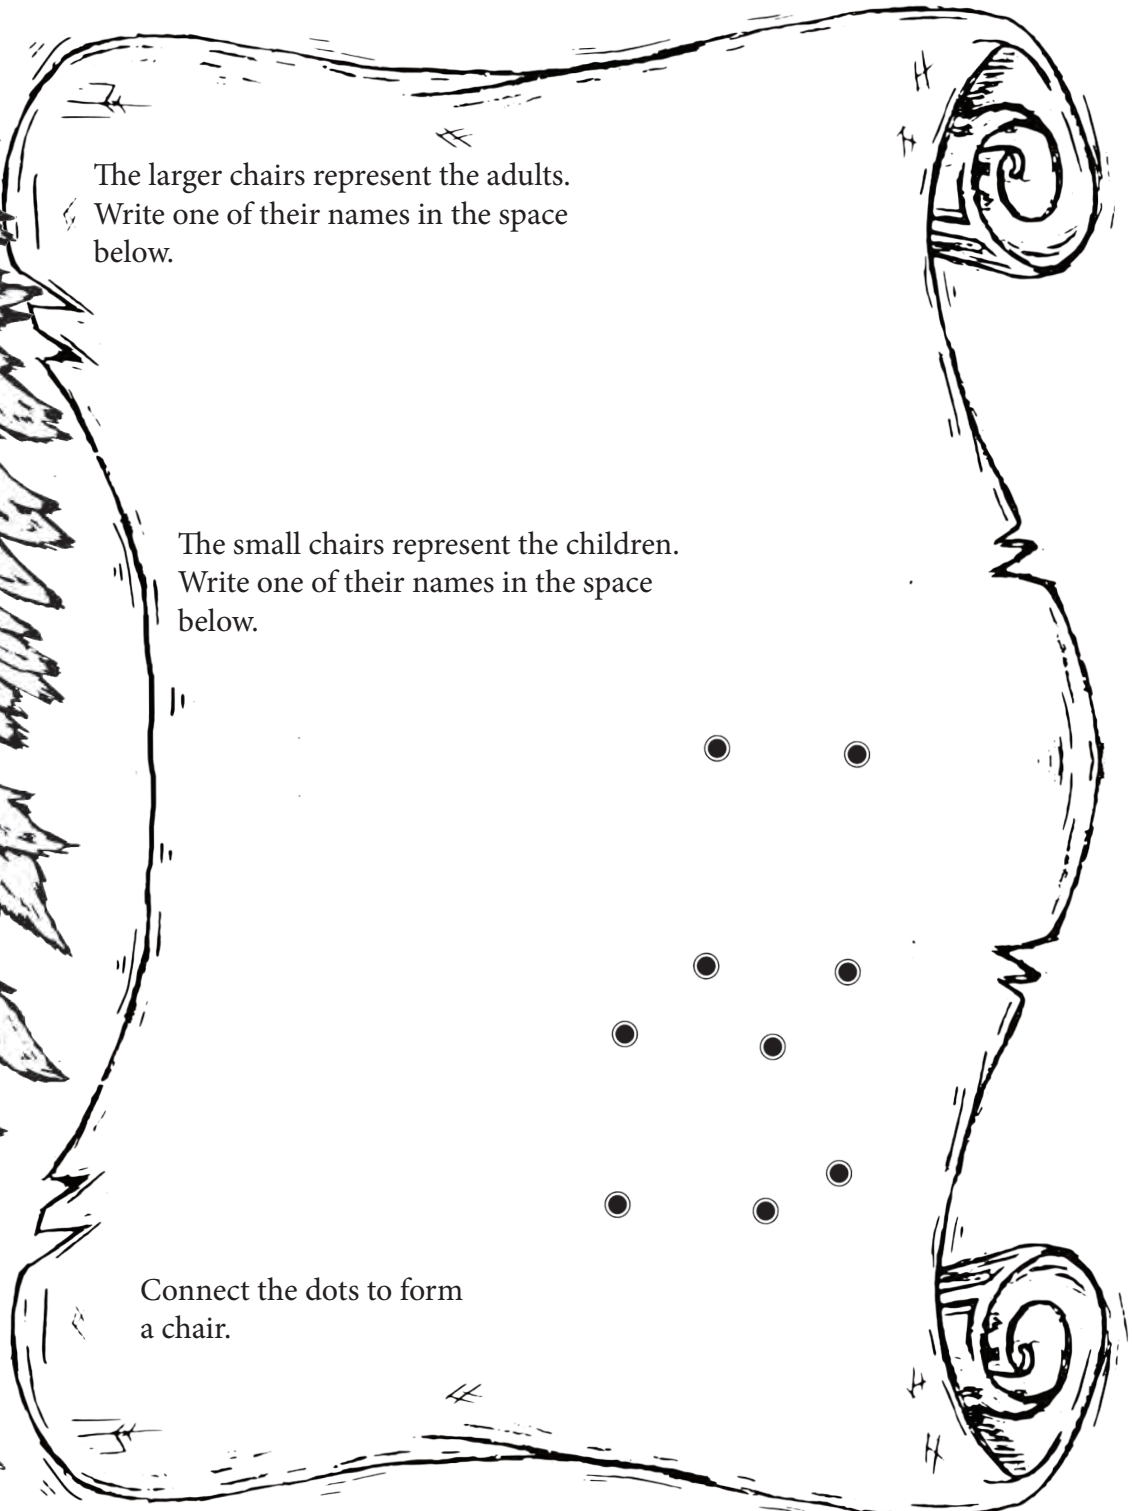 The larger chairs represent the adults.
Write one of their names in the space
below.
The small chairs represent the children.
Write one of their names in the space
below.
Connect the dots to form
a chair.